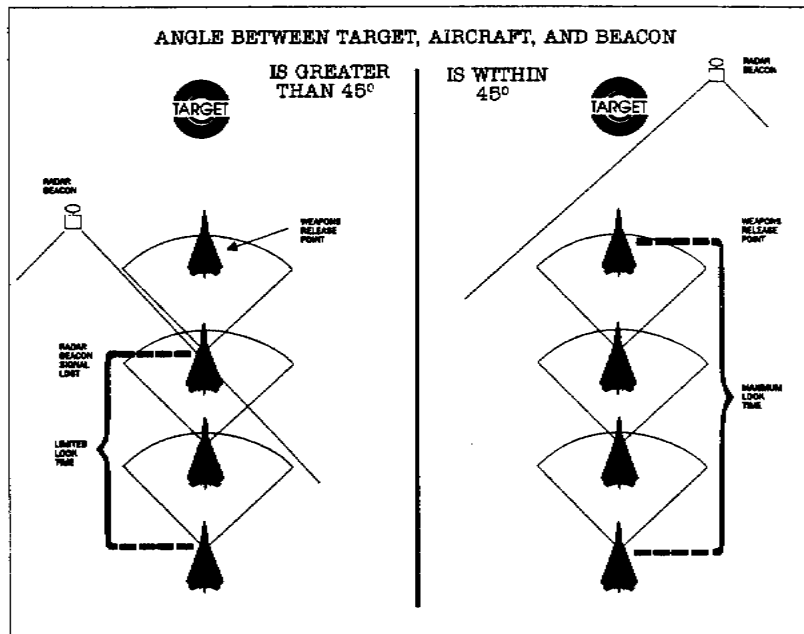 ANGLE BETWEEN TARGET, AIRCRAFT, AND BEACON
IS GREATER
THAN 45°
TARGET
RADAR
BEACON
WEAPONS
RELEASE
POINT
RADAR
BEACON
SIGNAL
LOST
LIMITED
LOOK
TIME
IS WITHIN
45°
TARGET
RADAR
BEACON
WEAPONS
RELEASE
POINT
MAXIMUM
LOOK
TIME